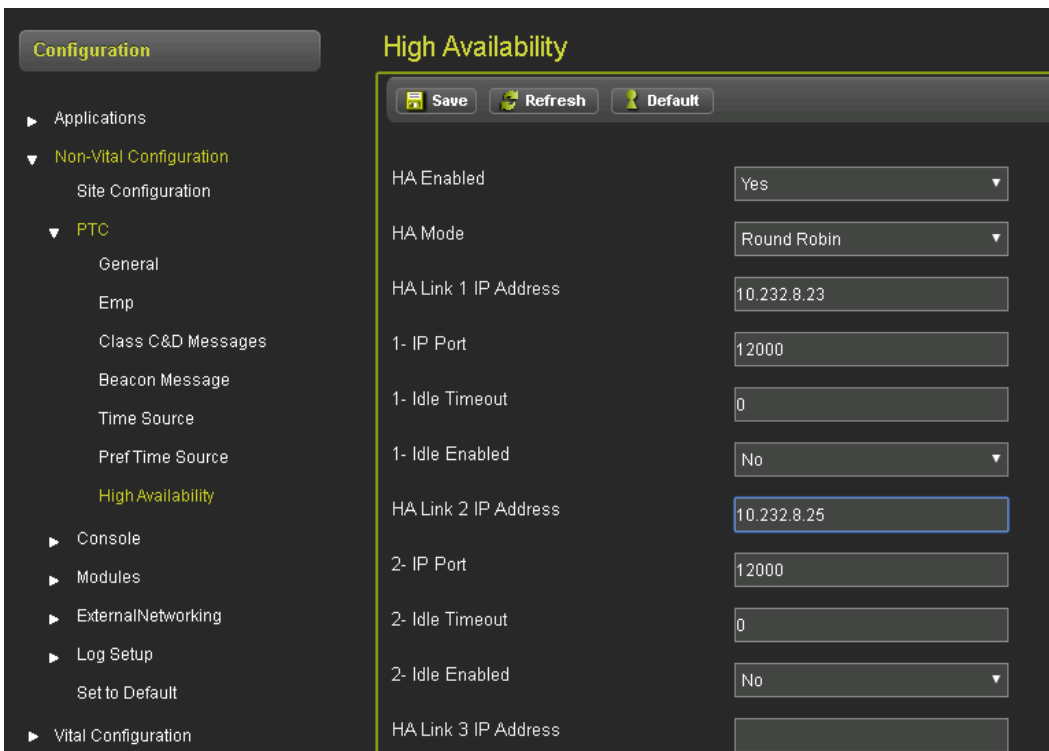 Configuration
Applications
Non-Vital Configuration
Site Configuration
PTC
General
Emp
Class C&D Messages
Beacon Message
Time Source
Pref Time Source
High Availability
Console
Modules
ExternalNetworking
Log Setup
Set to Default
Vital Configuration
High Availability
Save Refresh Default
HA Enabled Yes
HA Mode Round Robin
HA Link 1 IP Address 10.232.8.23
1- IP Port 12000
1- Idle Timeout 0
1- Idle Enabled No
HA Link 2 IP Address 10.232.8.25
2- IP Port 12000
2- Idle Timeout 0
2- Idle Enabled No
HA Link 3 IP Address